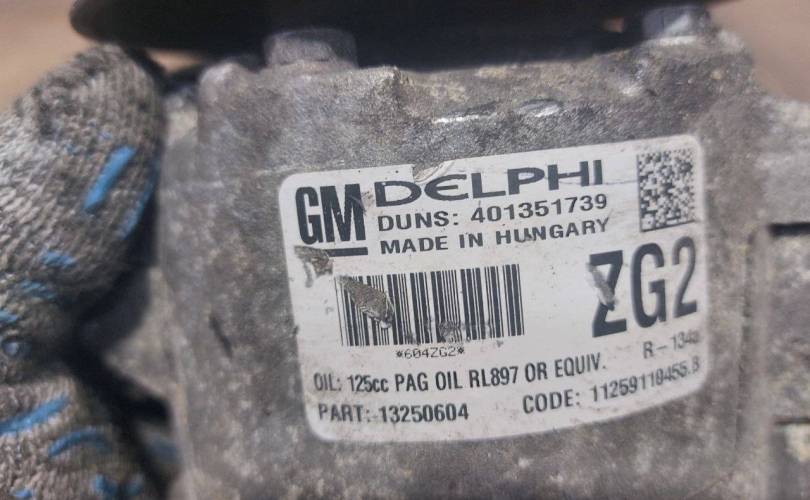 GM DELPHI
DUNS: 401351739
MADE IN HUNGARY
ZG2
*604ZG2*
OIL: 125cc PAG OIL RL897 OR EQUIV. R-134a
PART: 13250604 CODE: 11259110455.B